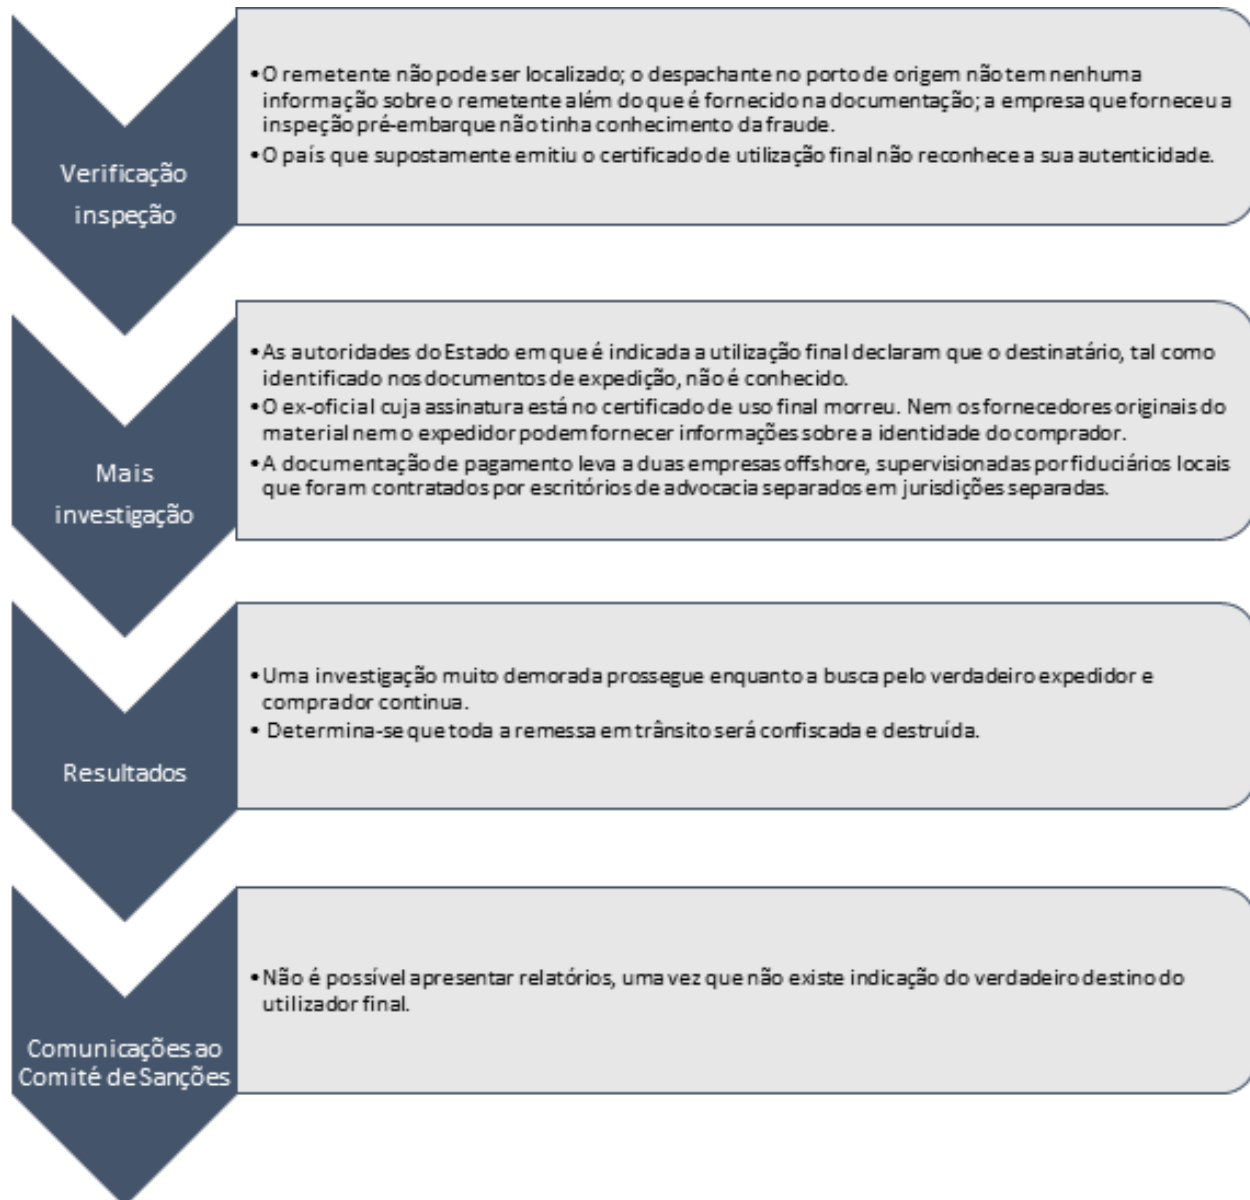 Verificação
inspeção
•O remetente não pode ser localizado; o despachante no porto de origem não tem nenhuma
informação sobre o remetente além do que é fornecido na documentação; a empresa que forneceu a
inspeção pré-embarque não tinha conhecimento da fraude.
•O país que supostamente emitiu o certificado de utilização final não reconhece a sua autenticidade.
Mais
investigação
•As autoridades do Estado em que é indicada a utilização final declaram que o destinatário, tal como
identificado nos documentos de expedição, não é conhecido.
•O ex-oficial cuja assinatura está no certificado de uso final morreu. Nem os fornecedores originais do
material nem o expedidor podem fornecer informações sobre a identidade do comprador.
•A documentação de pagamento leva a duas empresas offshore, supervisionadas por fiduciários locais
que foram contratados por escritórios de advocacia separados em jurisdições separadas.
Resultados
•Uma investigação muito demorada prossegue enquanto a busca pelo verdadeiro expedidor e
comprador continua.
• Determina-se que toda a remessa em trânsito será confiscada e destruída.
Comunicações ao
Comité de Sanções
•Não é possível apresentar relatórios, uma vez que não existe indicação do verdadeiro destino do
utilizador final.